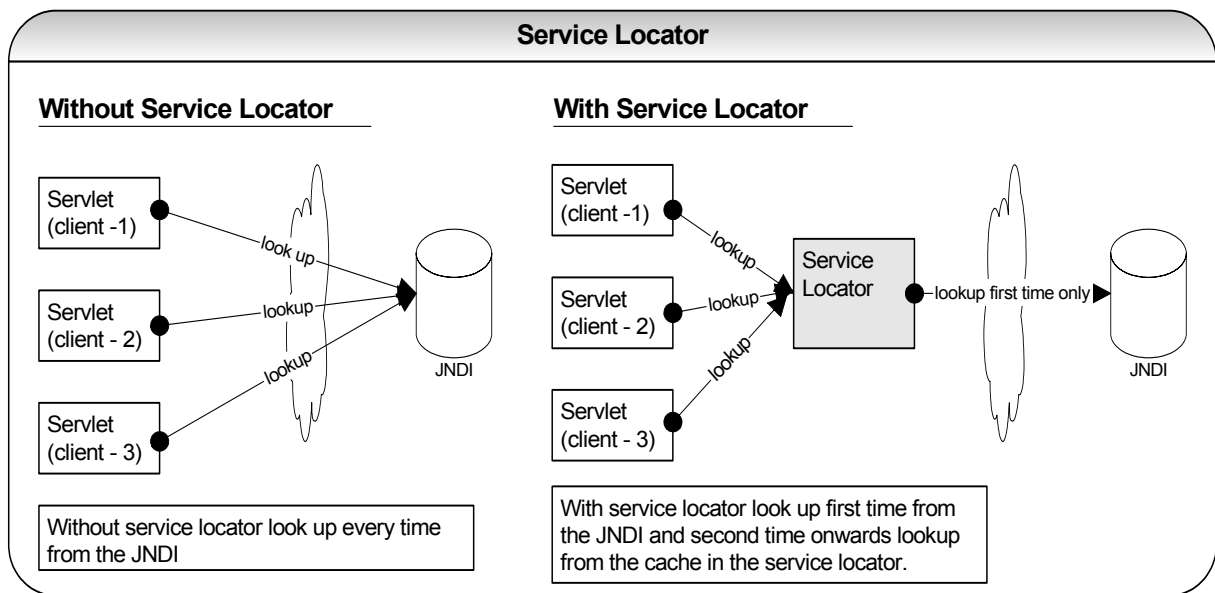 Service Locator
Without Service Locator
Servlet
(client -1)
Servlet
(client - 2)
Servlet
(client - 3)
look up
lookup
lookup
JNDI
Without service locator look up every time
from the JNDI
With Service Locator
Servlet
(client -1)
Servlet
(client - 2)
Servlet
(client - 3)
lookup
lookup
lookup
Service
Locator
lookup first time only
JNDI
With service locator look up first time from
the JNDI and second time onwards lookup
from the cache in the service locator.